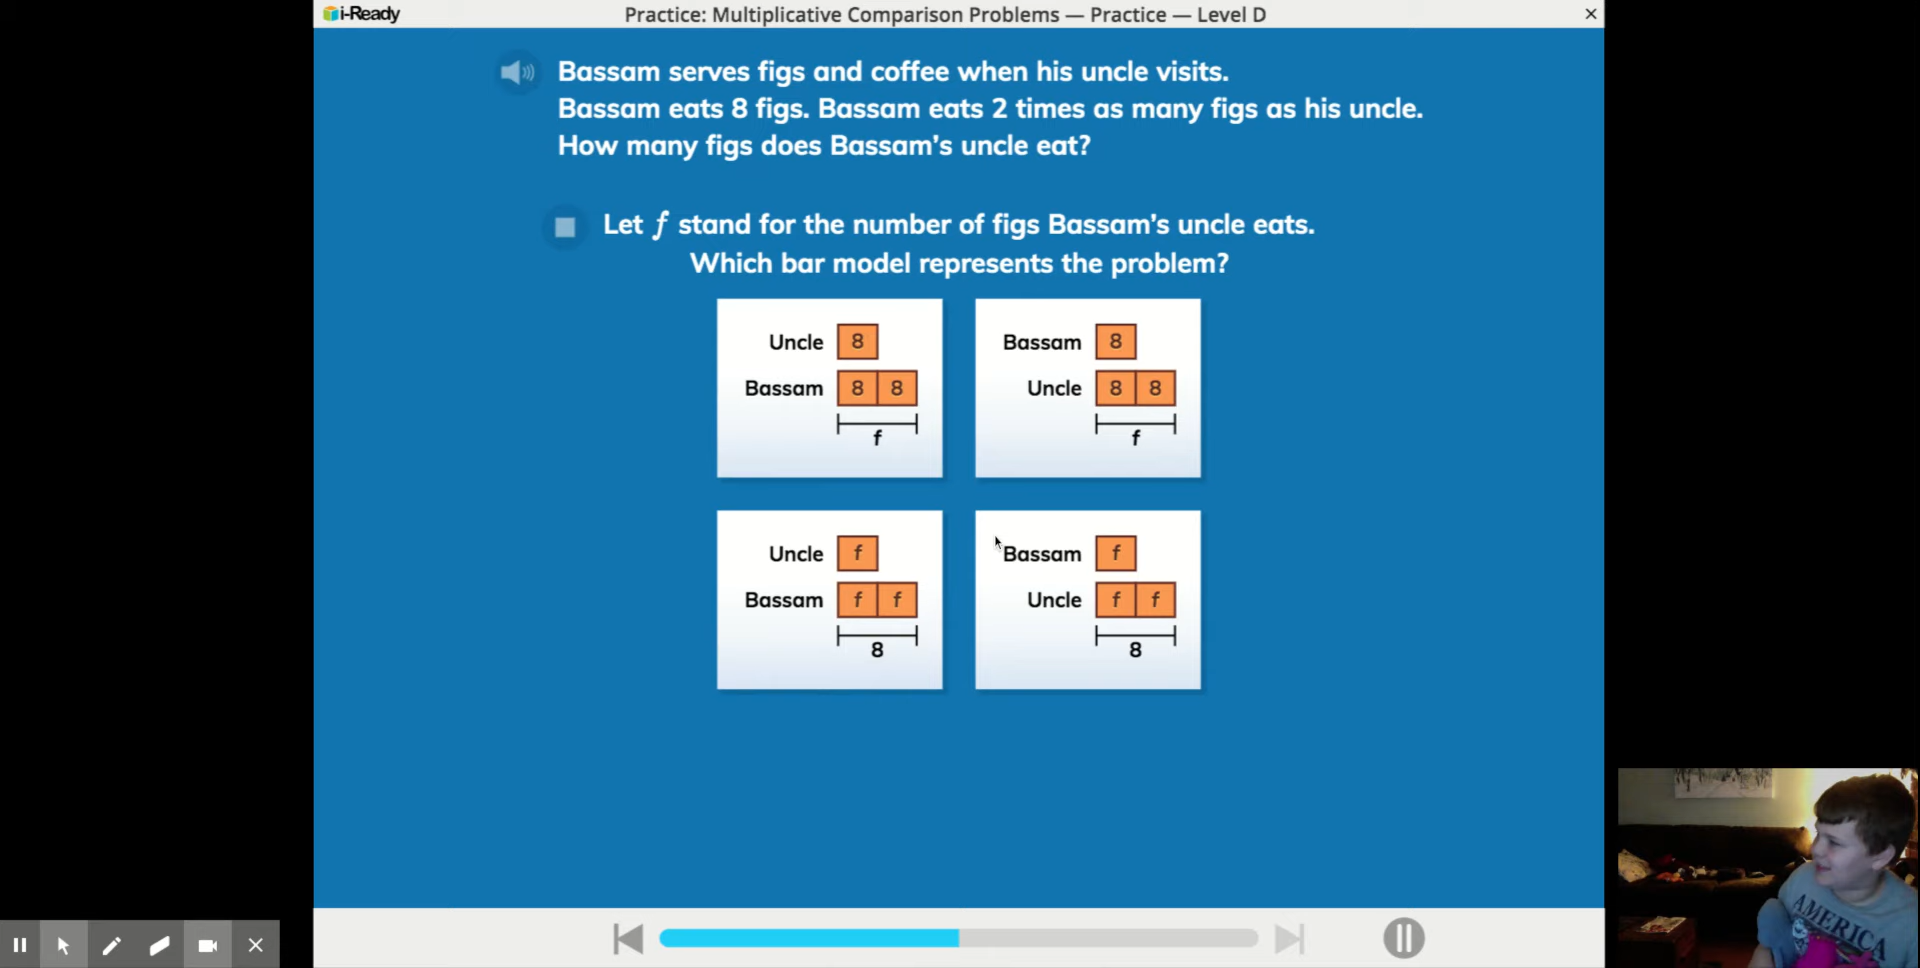 i-Ready
Practice: Multiplicative Comparison Problems — Practice — Level D
Bassam serves figs and coffee when his uncle visits.
Bassam eats 8 figs. Bassam eats 2 times as many figs as his uncle.
How many figs does Bassam's uncle eat?
Let f stand for the number of figs Bassam's uncle eats.
Which bar model represents the problem?
Uncle 8
Bassam 8 8
f
Bassam 8
Uncle 8 8
f
Uncle f
Bassam f f
8
Bassam f
Uncle f f
8
AMERICA